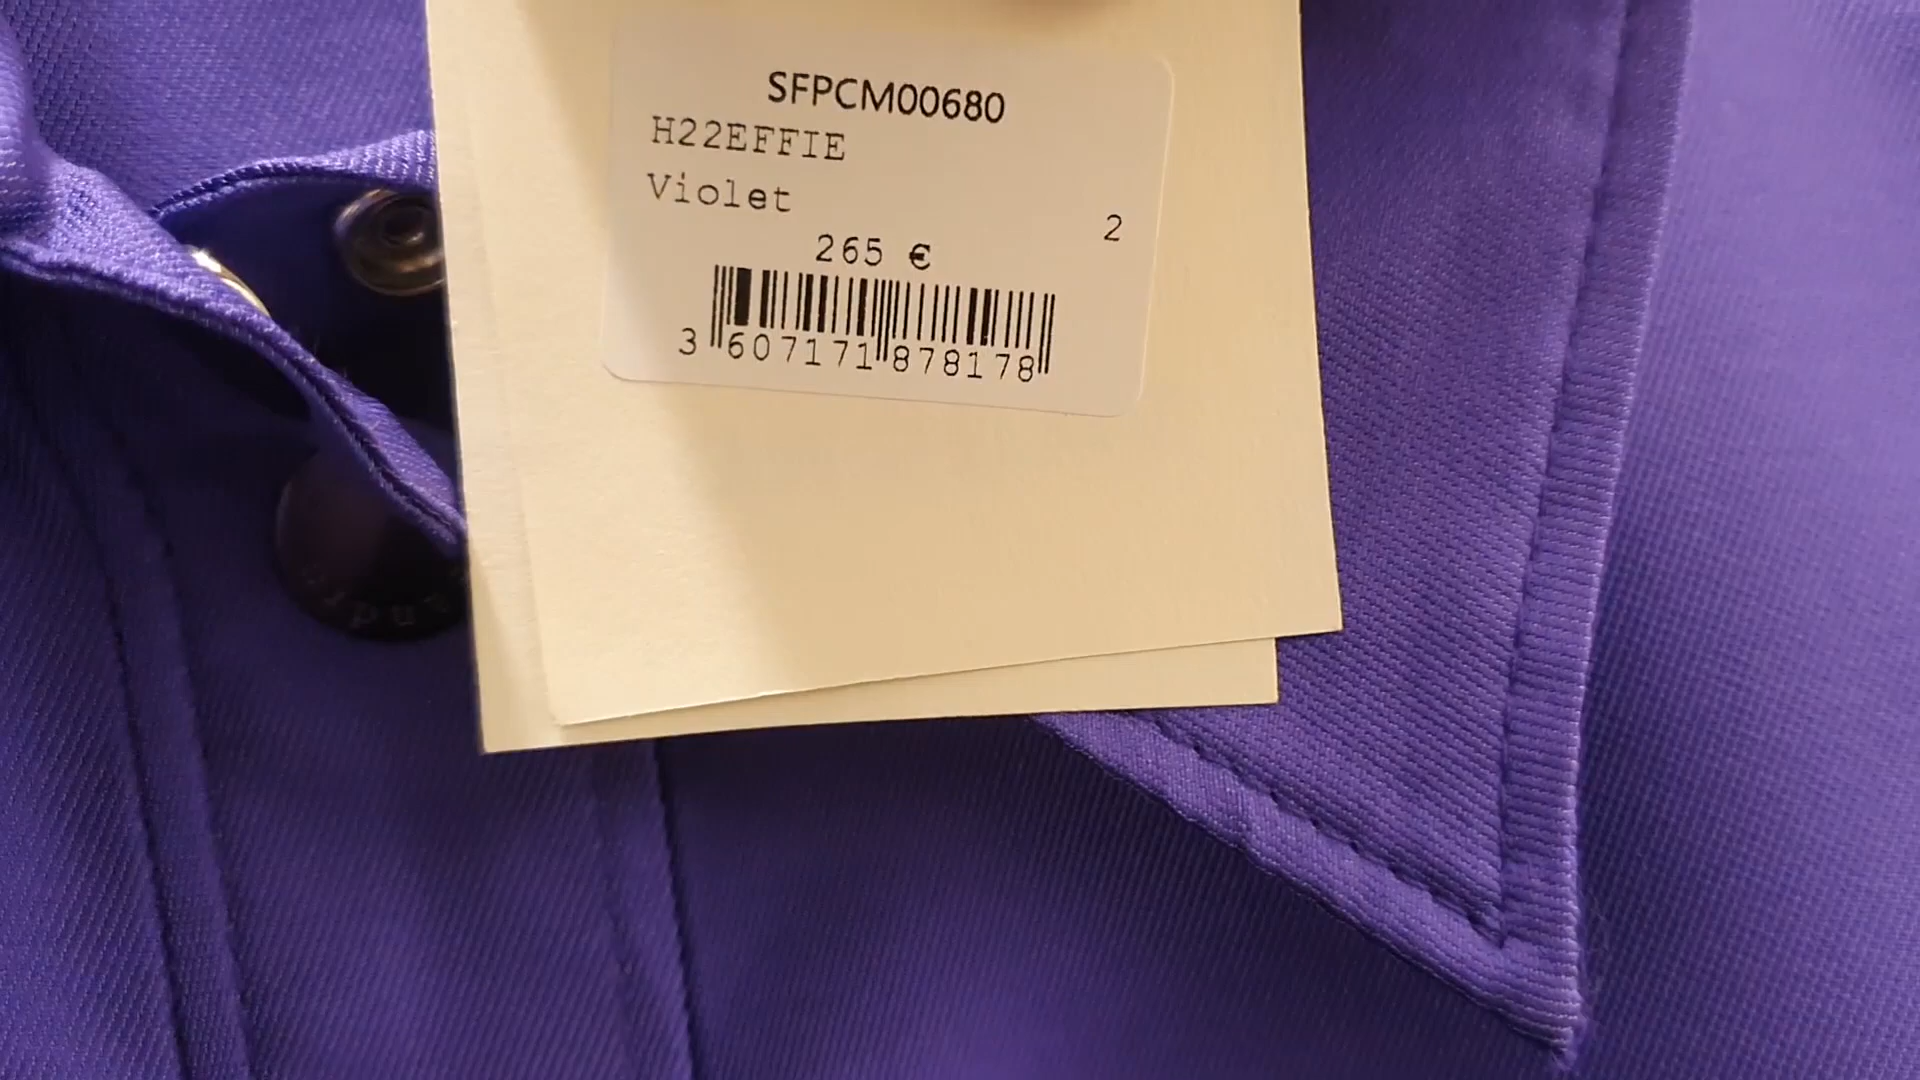 SFPCM00680
H22EFFIE
Violet
2
265 €
3 607171 878178